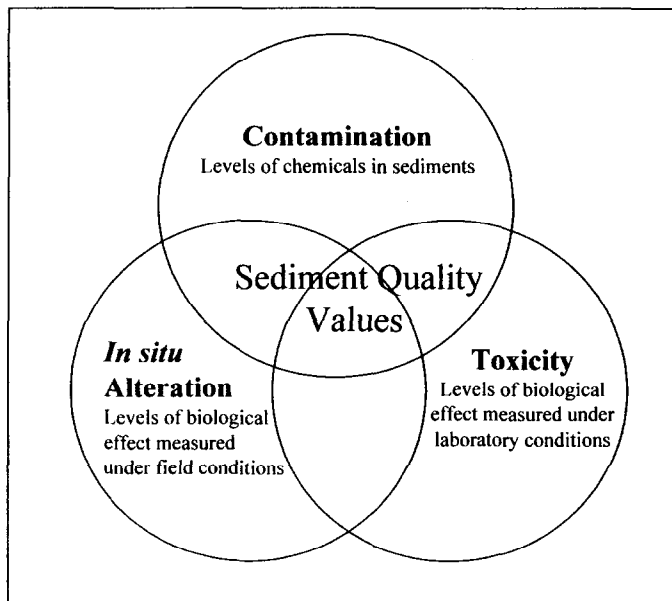 Contamination
Levels of chemicals in sediments
Sediment Quality
Values
In situ
Alteration
Levels of biological
effect measured
under field conditions
Toxicity
Levels of biological
effect measured under
laboratory conditions